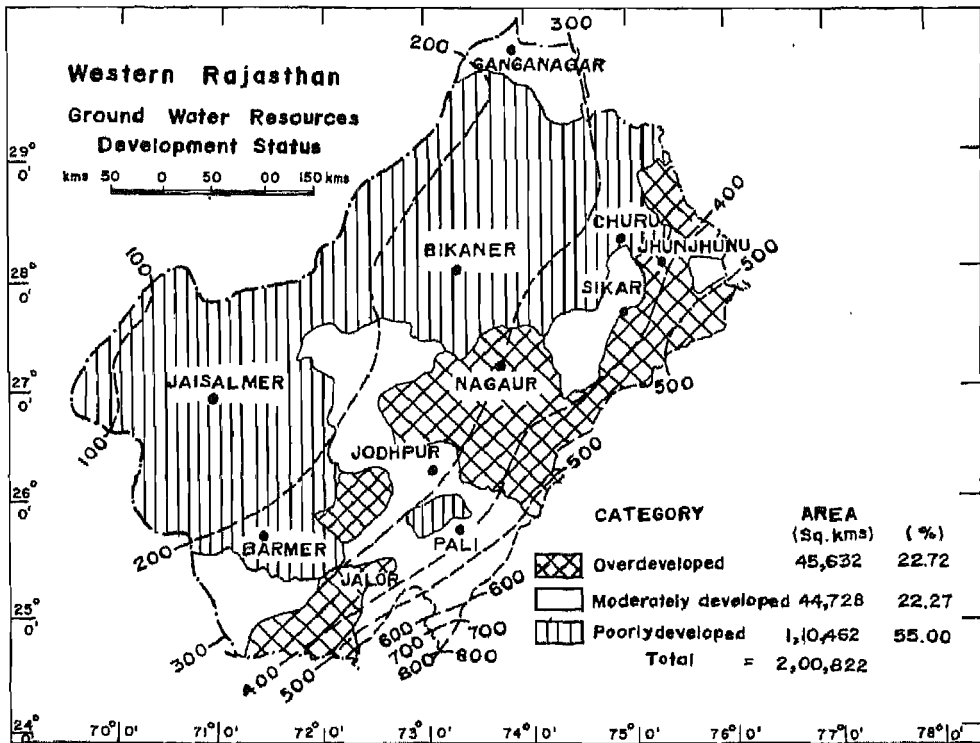 Western Rajasthan
Ground Water Resources
Development Status
kms 50 0 50 00 150 kms
200
300
GANGANAGAR
29° 0'
28° 0'
27° 0'
26° 0'
25° 0'
24° 0'
400
CHURU
JHUNJHUNU
500
BIKANER
SIKAR
100
500
JAISALMER
NAGAUR
100
JODHPUR
500
200
BARMER
PALI
JALOR
600
600
700
700
800
800
300
400
500
CATEGORY AREA
(Sq.kms) (%)
Overdeveloped 45,632 22.72
Moderately developed 44,728 22.27
Poorly developed 1,10,462 55.00
Total = 2,00,822
70° 0' 71° 0' 72° 0' 73° 0' 74° 0' 75° 0' 76° 0' 77° 0' 78° 0'